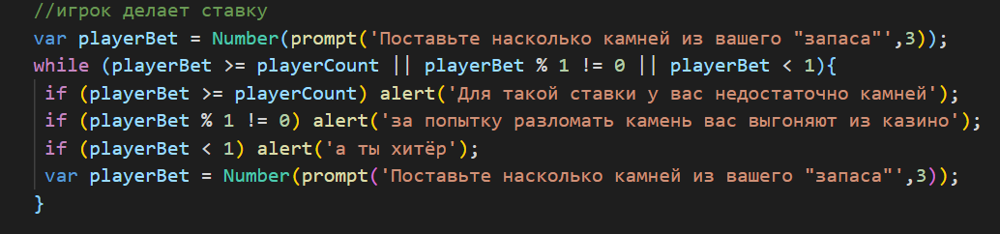 //игрок делает ставку
var playerBet = Number(prompt('Поставьте насколько камней из вашего "запаса"',3));
while (playerBet >= playerCount || playerBet % 1 != 0 || playerBet < 1){
if (playerBet >= playerCount) alert('Для такой ставки у вас недостаточно камней');
if (playerBet % 1 != 0) alert('за попытку разломать камень вас выгоняют из казино');
if (playerBet < 1) alert('а ты хитёр');
var playerBet = Number(prompt('Поставьте насколько камней из вашего "запаса"',3));
}